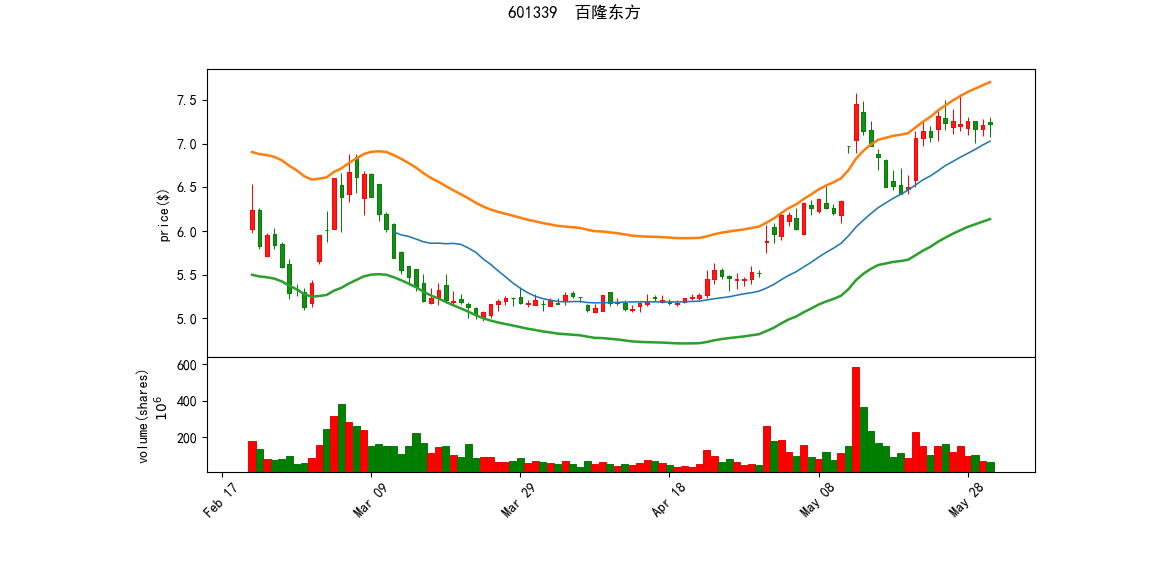 601339 百隆东方
price($)
7.5
7.0
6.5
6.0
5.5
5.0
volume(shares)
10^6
600
400
200
Feb 17
Mar 09
Mar 29
Apr 18
May 08
May 28